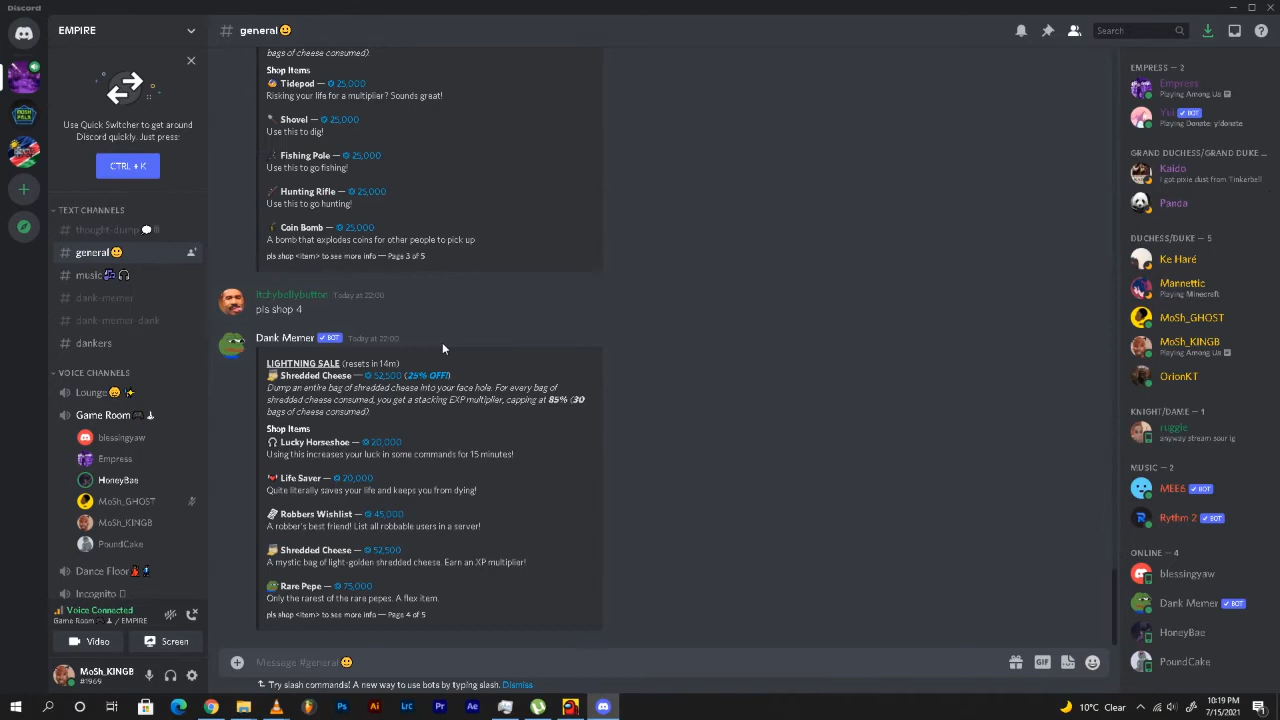 Discord
EMPIRE
# general
Search
Use Quick Switcher to get around
Discord quickly. Just press:
CTRL + K
TEXT CHANNELS
# thought-dump
# general
# music
# dank-memer
# dank-memer-dank
# dankers
VOICE CHANNELS
Lounge
Game Room
blessingyaw
Empress
HoneyBae
MoSh_GHOST
MoSh_KINGB
PoundCake
Dance Floor
Incognito
Voice Connected
Game Room / EMPIRE
Video
Screen
MoSh_KINGB
#1969
bags of cheese consumed).
Shop Items
Tidepod — 25,000
Risking your life for a multiplier? Sounds great!
Shovel — 25,000
Use this to dig!
Fishing Pole — 25,000
Use this to go fishing!
Hunting Rifle — 25,000
Use this to go hunting!
Coin Bomb — 25,000
A bomb that explodes coins for other people to pick up
pls shop <item> to see more info — Page 3 of 5
itchybellybutton Today at 22:00
pls shop 4
Dank Memer BOT Today at 22:00
LIGHTNING SALE (resets in 14m)
Shredded Cheese — 52,500 (25% OFF!)
Dump an entire bag of shredded cheese into your face hole. For every bag of
shredded cheese consumed, you get a stacking EXP multiplier, capping at 85% (30
bags of cheese consumed).
Shop Items
Lucky Horseshoe — 20,000
Using this increases your luck in some commands for 15 minutes!
Life Saver — 20,000
Quite literally saves your life and keeps you from dying!
Robbers Wishlist — 45,000
A robber's best friend! List all robbable users in a server!
Shredded Cheese — 52,500
A mystic bag of light-golden shredded cheese. Earn an XP multiplier!
Rare Pepe — 75,000
Only the rarest of the rare pepes. A flex item.
pls shop <item> to see more info — Page 4 of 5
Message #general
GIF
Try slash commands! A new way to use bots by typing slash. Dismiss
EMPRESS — 2
Empress
Playing Among Us
Yui BOT
Playing Donate: y!donate
GRAND DUCHESS/GRAND DUKE ...
Kaido
I got pixie dust from Tinkerbell
Panda
DUCHESS/DUKE — 5
Ke Haré
Mannettic
Playing Minecraft
MoSh_GHOST
MoSh_KINGB
Playing Among Us
OrionKT
KNIGHT/DAME — 1
ruggie
anyway stream sour ig
MUSIC — 2
MEE6 BOT
Rythm 2 BOT
ONLINE — 4
blessingyaw
Dank Memer BOT
HoneyBae
PoundCake
Ps
Ai
Lrc
Pr
Ae
10°C Clear
10:19 PM
7/15/2021